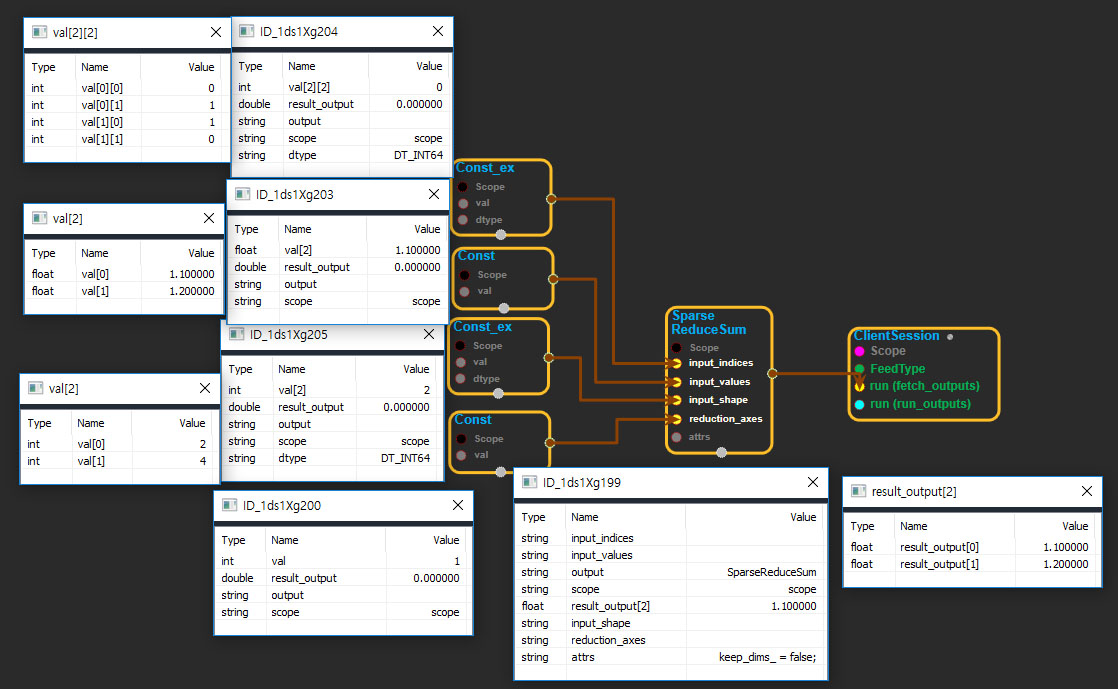 val[2][2]
Type Name Value
int val[0][0] 0
int val[0][1] 1
int val[1][0] 1
int val[1][1] 0
ID_1ds1Xg204
Type Name Value
int val[2][2] 0
double result_output 0.000000
string output
string scope scope
string dtype DT_INT64
val[2]
Type Name Value
float val[0] 1.100000
float val[1] 1.200000
ID_1ds1Xg203
Type Name Value
float val[2] 1.100000
double result_output 0.000000
string output
string scope scope
val[2]
Type Name Value
int val[0] 2
int val[1] 4
ID_1ds1Xg205
Type Name Value
int val[2] 2
double result_output 0.000000
string output
string scope scope
string dtype DT_INT64
ID_1ds1Xg200
Type Name Value
int val 1
double result_output 0.000000
string output
string scope scope
Const_ex
Scope
val
dtype
Const
Scope
val
Const_ex
Scope
val
dtype
Const
Scope
val
Sparse
ReduceSum
Scope
input_indices
input_values
input_shape
reduction_axes
attrs
ClientSession
Scope
FeedType
run (fetch_outputs)
run (run_outputs)
ID_1ds1Xg199
Type Name Value
string input_indices
string input_values
string output SparseReduceSum
string scope scope
float result_output[2] 1.100000
string input_shape
string reduction_axes
string attrs keep_dims_ = false;
result_output[2]
Type Name Value
float result_output[0] 1.100000
float result_output[1] 1.200000